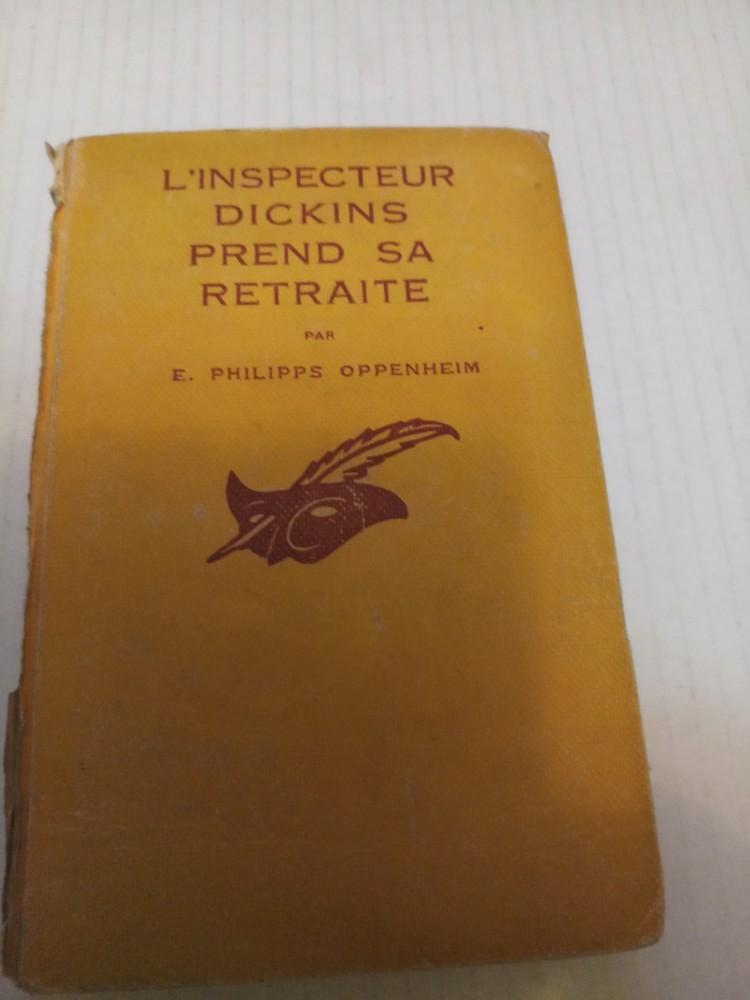 L'INSPECTEUR
DICKINS
PREND SA
RETRAITE
PAR
E. PHILIPPS OPPENHEIM